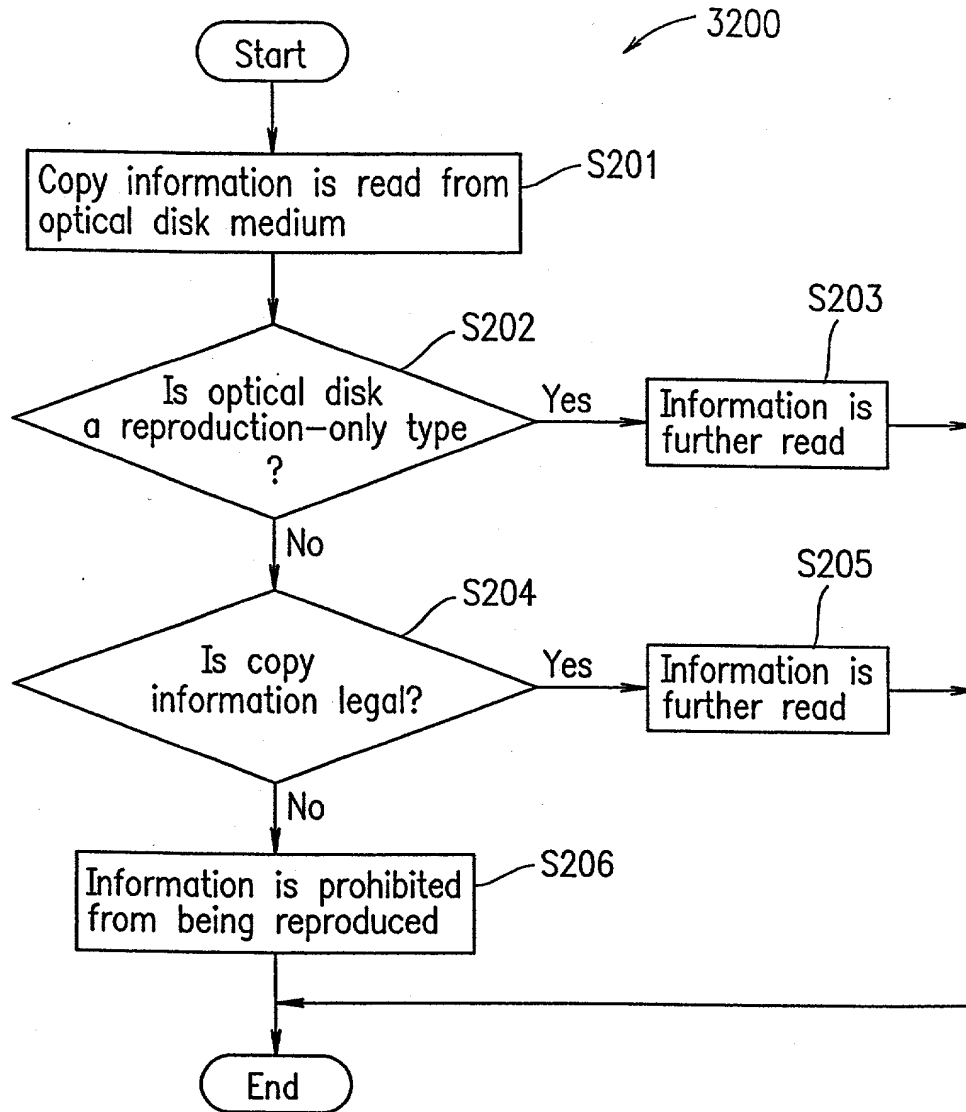 3200
Start
S201
Copy information is read from
optical disk medium
S202
S203
Is optical disk
a reproduction-only type
?
Yes
Information is
further read
No
S204
S205
Is copy
information legal?
Yes
Information is
further read
No
S206
Information is prohibited
from being reproduced
End